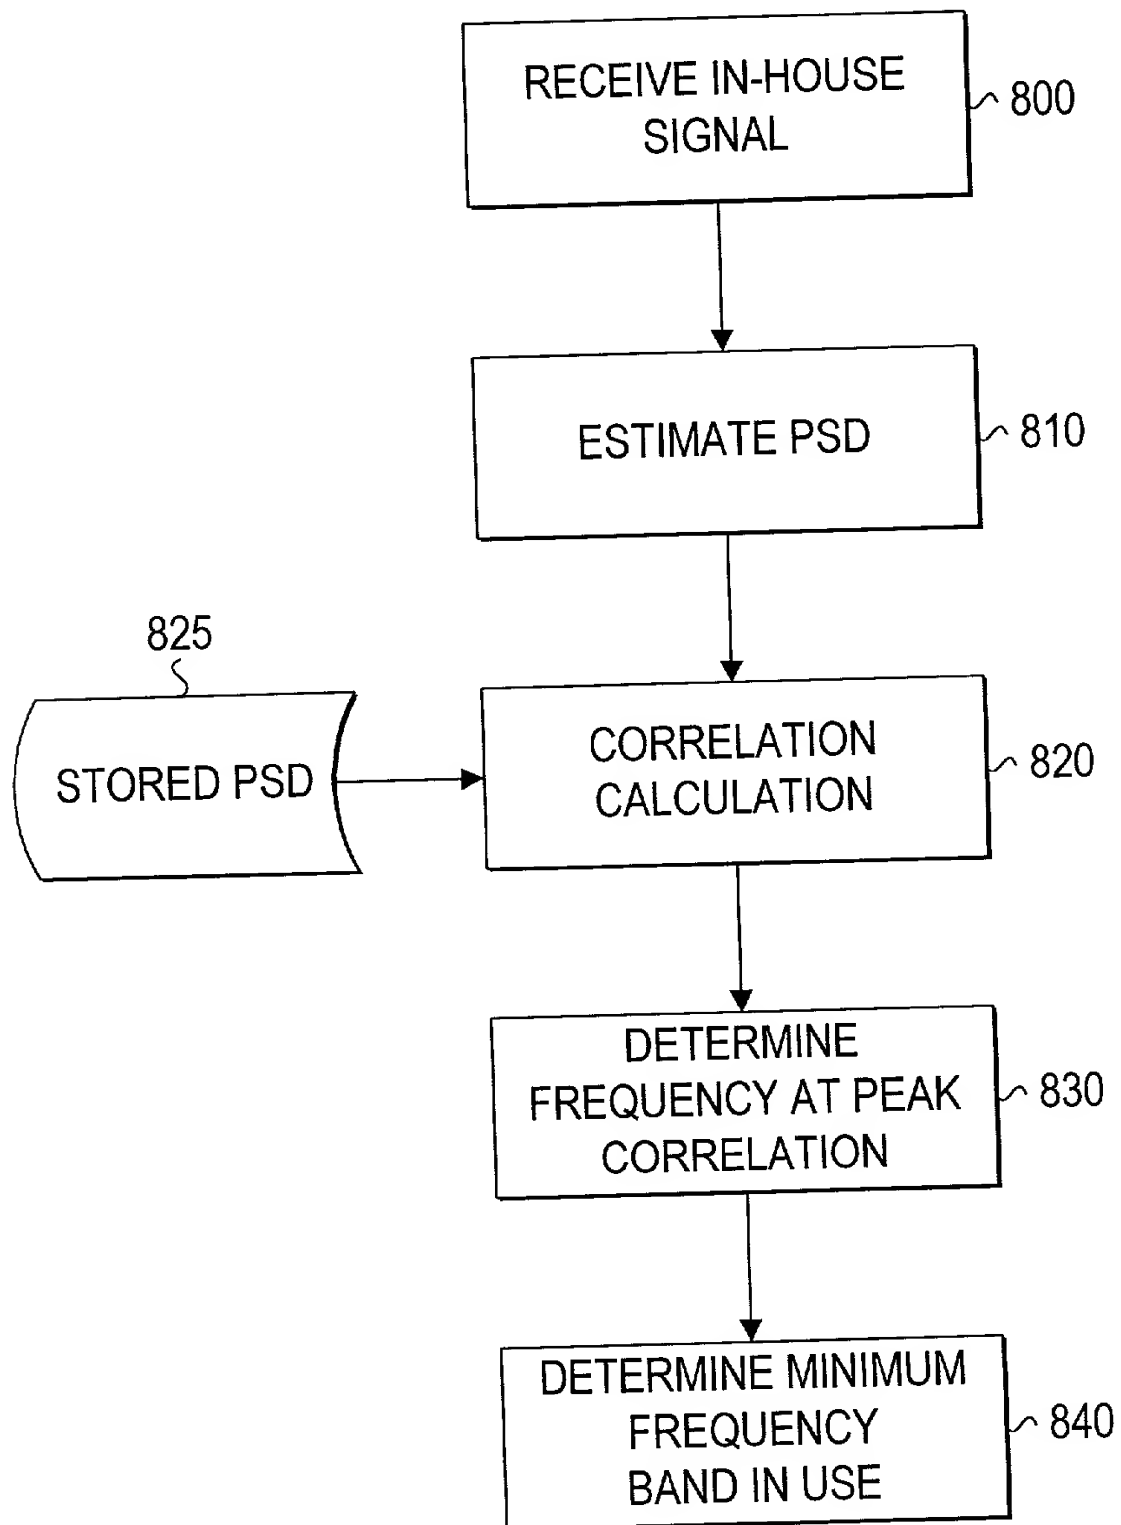 RECEIVE IN-HOUSE
SIGNAL
800
ESTIMATE PSD
810
825
STORED PSD
CORRELATION
CALCULATION
820
DETERMINE
FREQUENCY AT PEAK
CORRELATION
830
DETERMINE MINIMUM
FREQUENCY
BAND IN USE
840